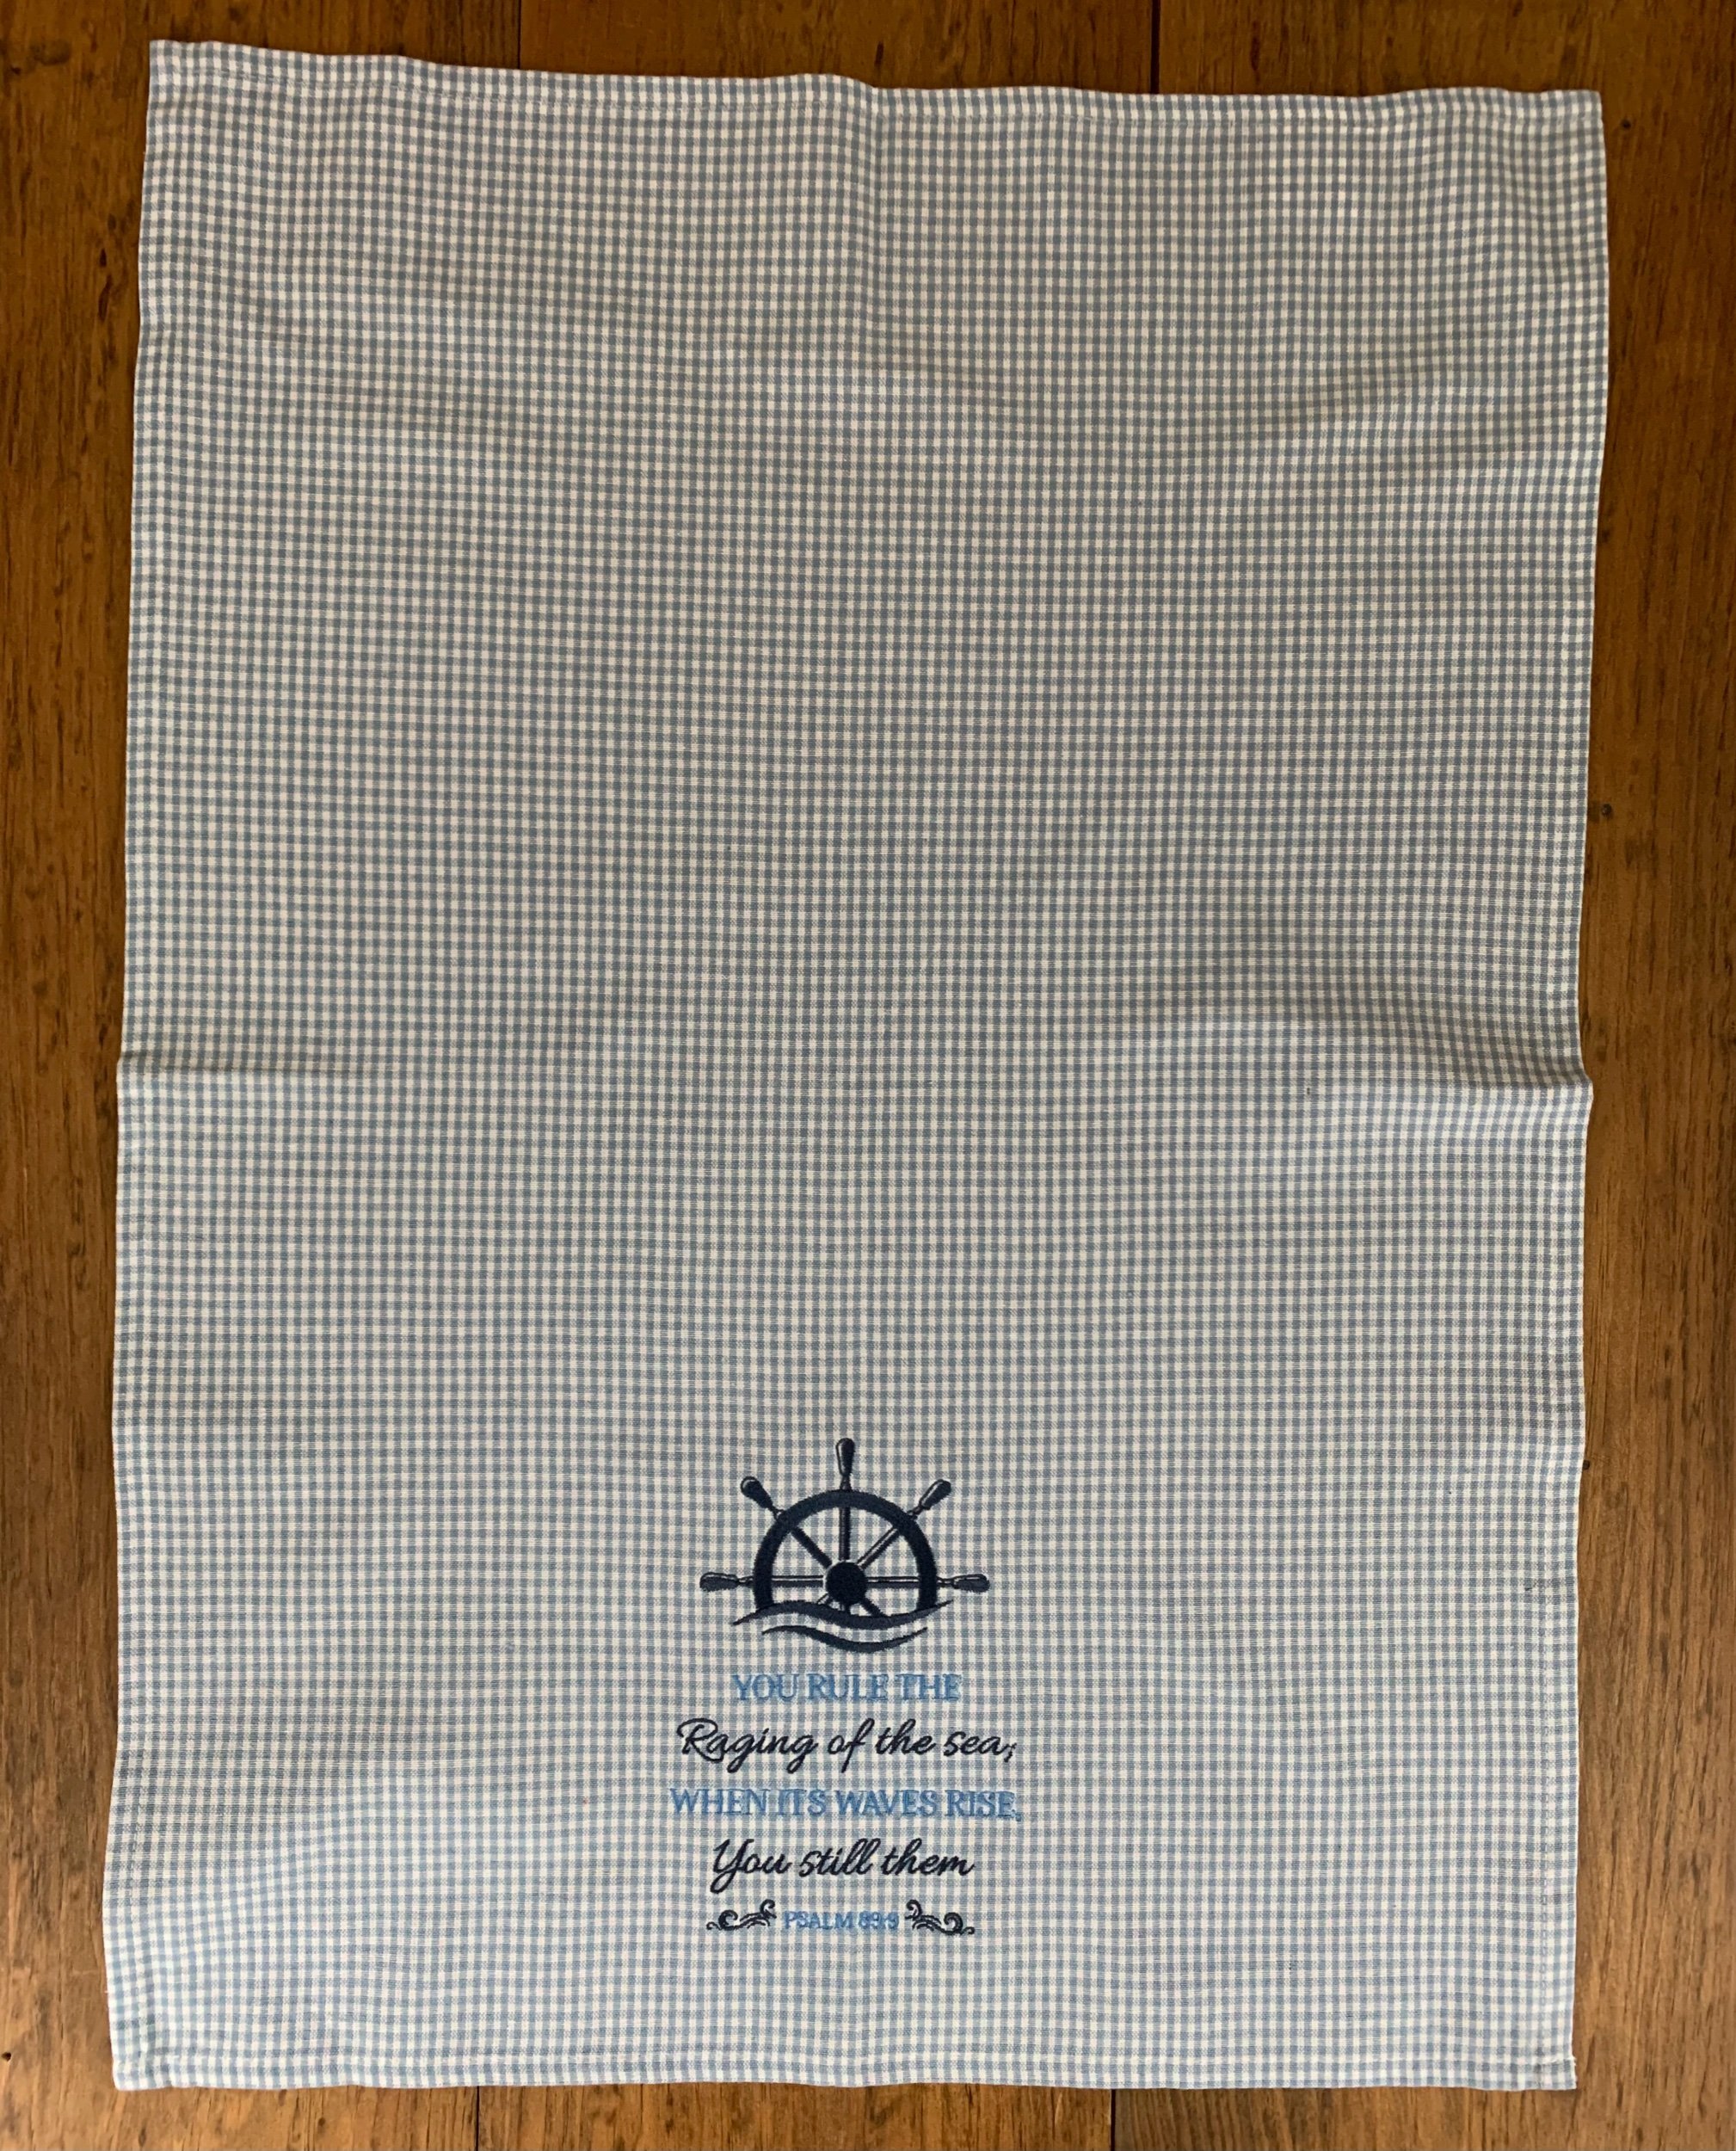 YOU RULE THE
Raging of the sea;
WHEN ITS WAVES RISE,
You still them
PSALM 89:9